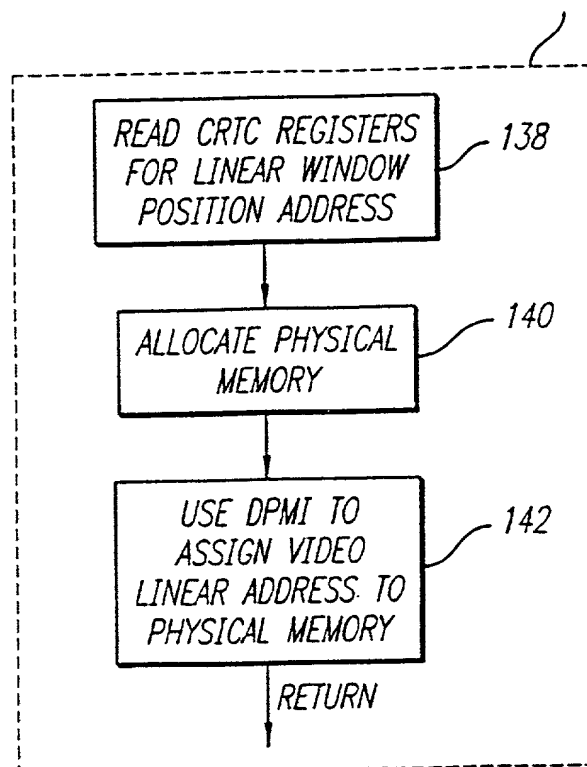 READ CRTC REGISTERS
FOR LINEAR WINDOW
POSITION ADDRESS
138
ALLOCATE PHYSICAL
MEMORY
140
USE DPMI TO
ASSIGN VIDEO
LINEAR ADDRESS TO
PHYSICAL MEMORY
142
RETURN